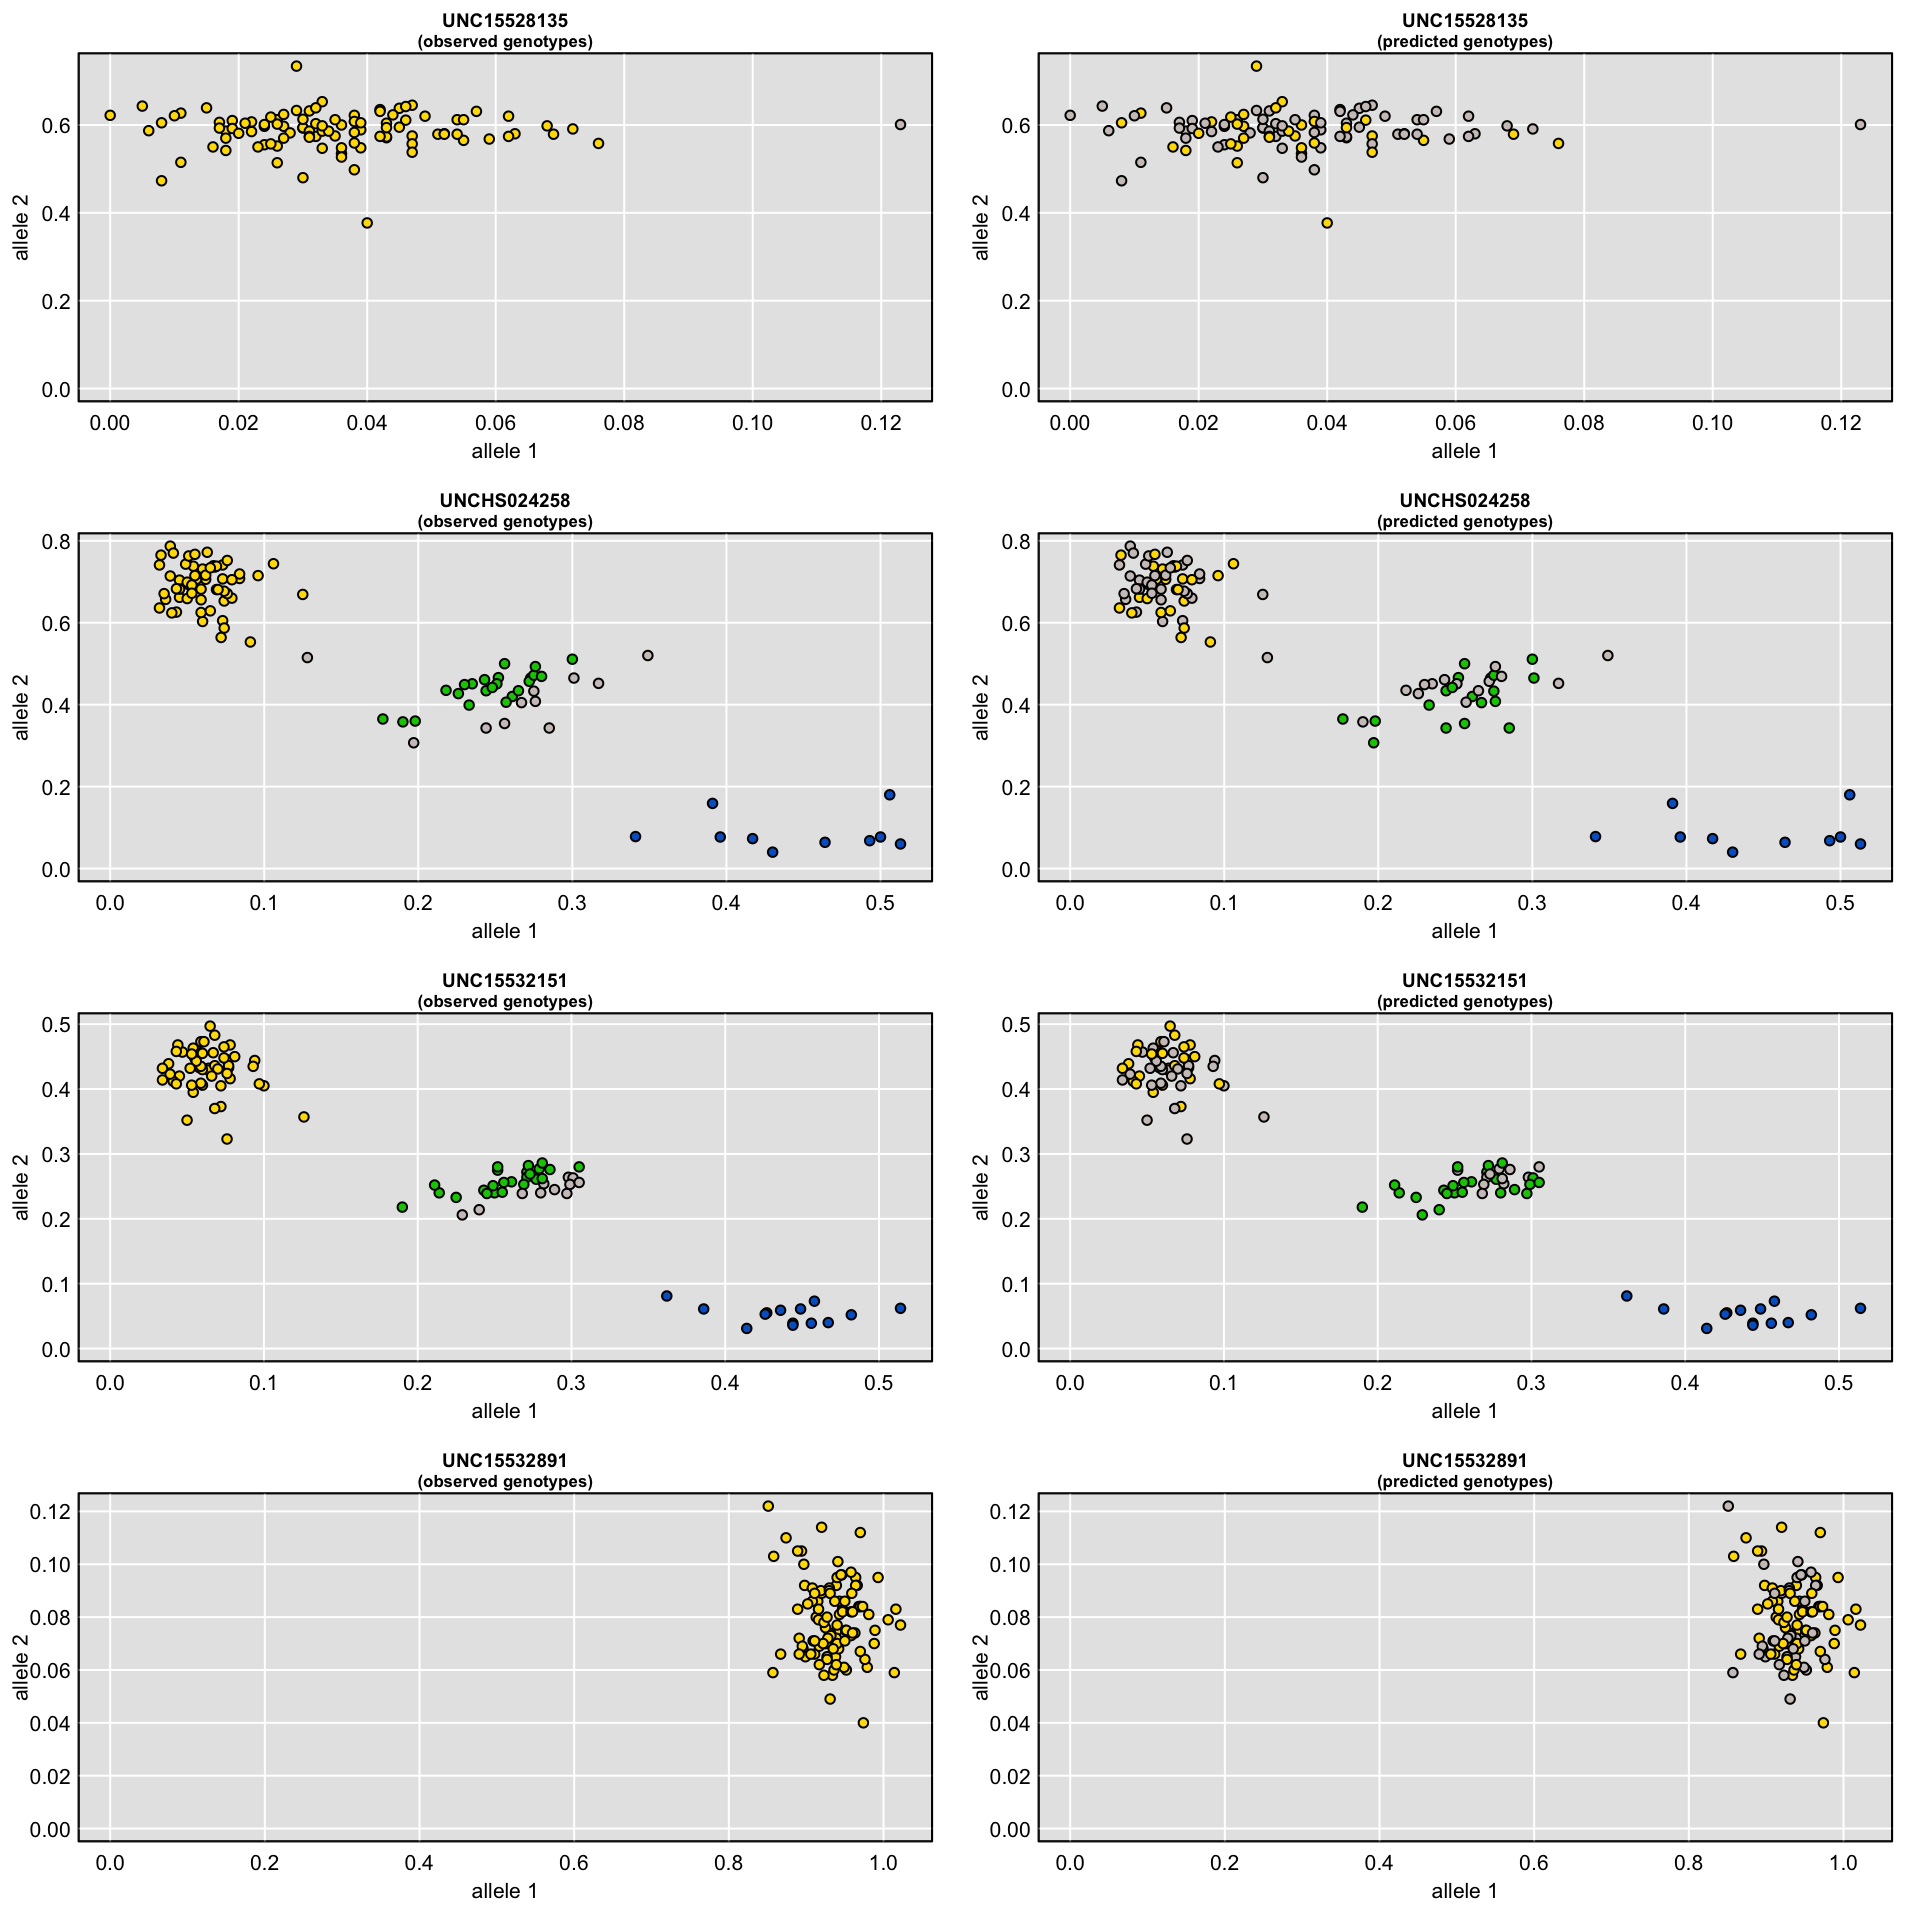 UNC15528135
(observed genotypes)
allele 2
0.6
0.4
0.2
0.0
0.00 0.02 0.04 0.06 0.08 0.10 0.12
allele 1
UNC15528135
(predicted genotypes)
allele 2
0.6
0.4
0.2
0.0
0.00 0.02 0.04 0.06 0.08 0.10 0.12
allele 1
UNCHS024258
(observed genotypes)
allele 2
0.8
0.6
0.4
0.2
0.0
0.0 0.1 0.2 0.3 0.4 0.5
allele 1
UNCHS024258
(predicted genotypes)
allele 2
0.8
0.6
0.4
0.2
0.0
0.0 0.1 0.2 0.3 0.4 0.5
allele 1
UNC15532151
(observed genotypes)
allele 2
0.5
0.4
0.3
0.2
0.1
0.0
0.0 0.1 0.2 0.3 0.4 0.5
allele 1
UNC15532151
(predicted genotypes)
allele 2
0.5
0.4
0.3
0.2
0.1
0.0
0.0 0.1 0.2 0.3 0.4 0.5
allele 1
UNC15532891
(observed genotypes)
allele 2
0.12
0.10
0.08
0.06
0.04
0.02
0.00
0.0 0.2 0.4 0.6 0.8 1.0
allele 1
UNC15532891
(predicted genotypes)
allele 2
0.12
0.10
0.08
0.06
0.04
0.02
0.00
0.0 0.2 0.4 0.6 0.8 1.0
allele 1